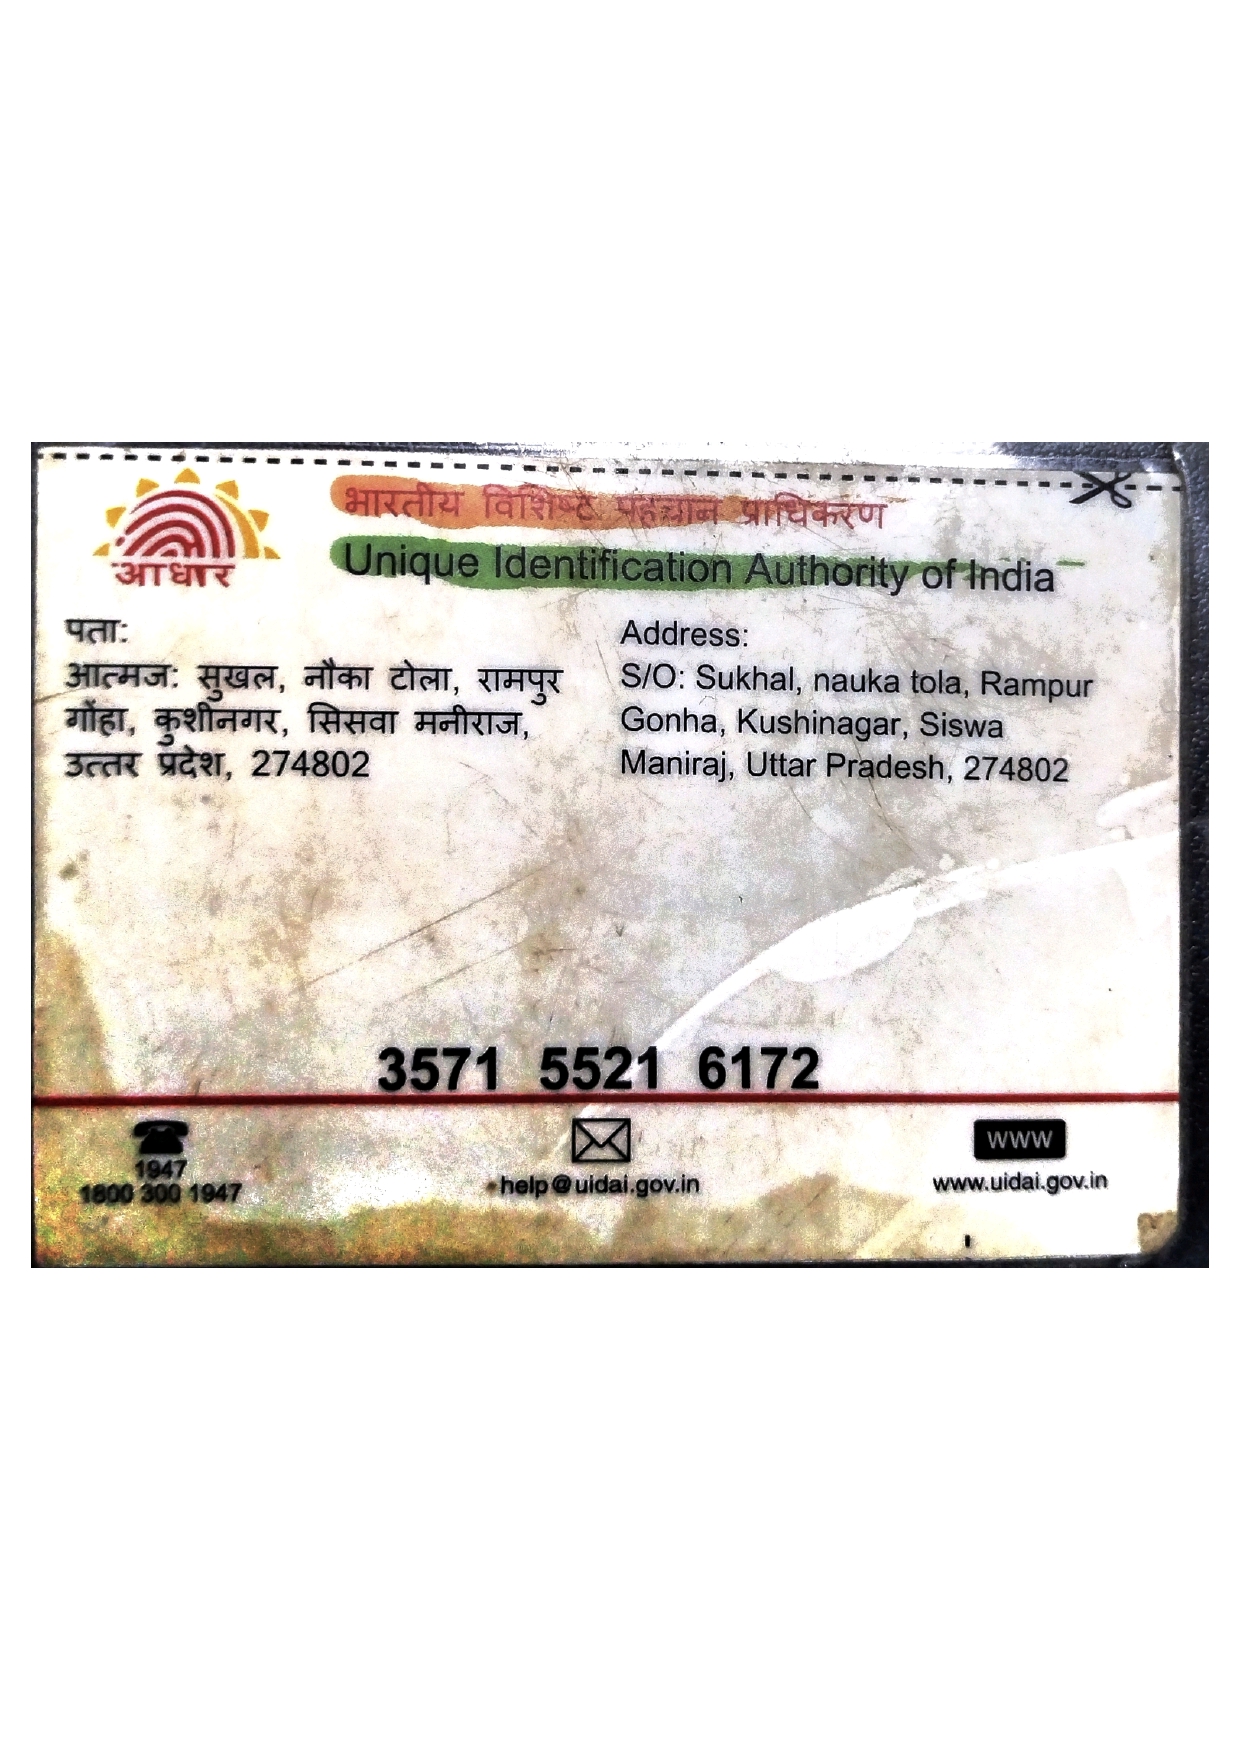 आधार
भारतीय विशिष्ट पहचान प्राधिकरण
Unique Identification Authority of India
पता:
आत्मज: सुखल, नौका टोला, रामपुर
गोंहा, कुशीनगर, सिसवा मनीराज,
उत्तर प्रदेश, 274802
Address:
S/O: Sukhal, nauka tola, Rampur
Gonha, Kushinagar, Siswa
Maniraj, Uttar Pradesh, 274802
3571 5521 6172
1947
1800 300 1947
help@uidai.gov.in
www
www.uidai.gov.in